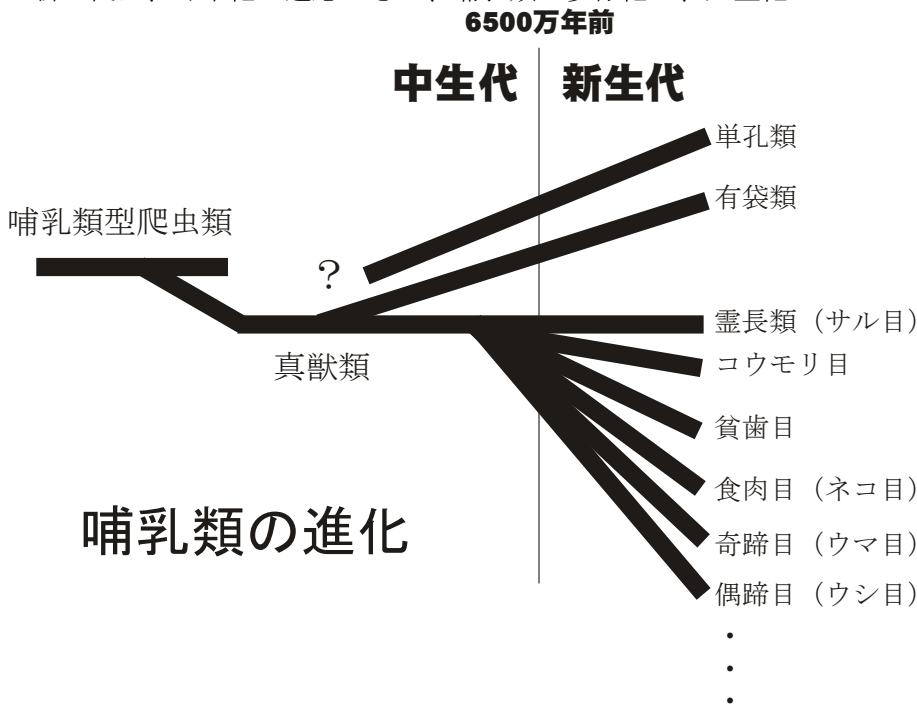 6500万年前
中生代
新生代
単孔類
有袋類
哺乳類型爬虫類
?
霊長類（サル目）
真獣類
コウモリ目
貧歯目
食肉目（ネコ目）
哺乳類の進化
奇蹄目（ウマ目）
偶蹄目（ウシ目）
・
・
・